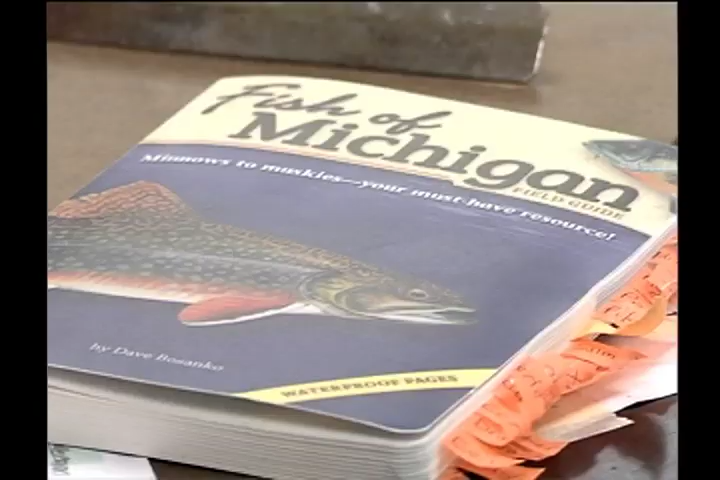 Fish of
Michigan
FIELD GUIDE
Minnows to muskies—your must-have resource!
by Dave Bosanko
WATERPROOF PAGES